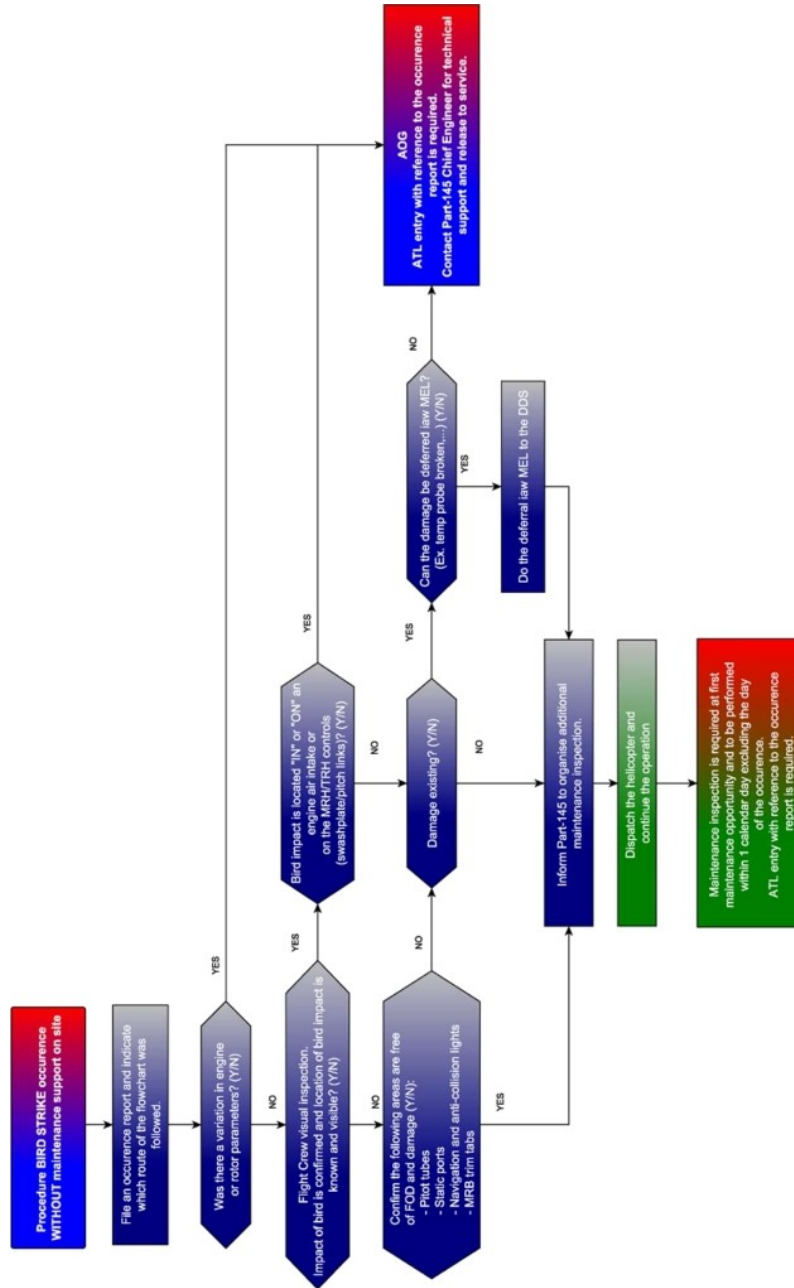 Procedure BIRD STRIKE occurence
WITHOUT maintenance support on site
File an occurence report and indicate
which route of the flowchart was
followed.
Was there a variation in engine
or rotor parameters? (Y/N)
YES
NO
Flight Crew visual inspection.
Impact of bird is confirmed and location of bird impact is
known and visible? (Y/N)
YES
NO
Bird impact is located "IN" or "ON" an
engine air intake or
on the MRH/TRH controls
(swashplate/pitch links)? (Y/N)
YES
NO
Confirm the following areas are free
of FOD and damage (Y/N):
- Pitot tubes
- Static ports
- Navigation and anti-collision lights
- MRB trim tabs
NO
YES
Damage existing? (Y/N)
YES
NO
Can the damage be deferred iaw MEL?
(Ex. temp probe broken,...) (Y/N)
NO
YES
AOG
ATL entry with reference to the occurence
report is required.
Contact Part-145 Chief Engineer for technical
support and release to service.
Do the deferral iaw MEL to the DDS
Inform Part-145 to organise additional
maintenance inspection.
Dispatch the helicopter and
continue the operation
Maintenance inspection is required at first
maintenance opportunity and to be performed
within 1 calendar day excluding the day
of the occurence.
ATL entry with reference to the occurence
report is required.